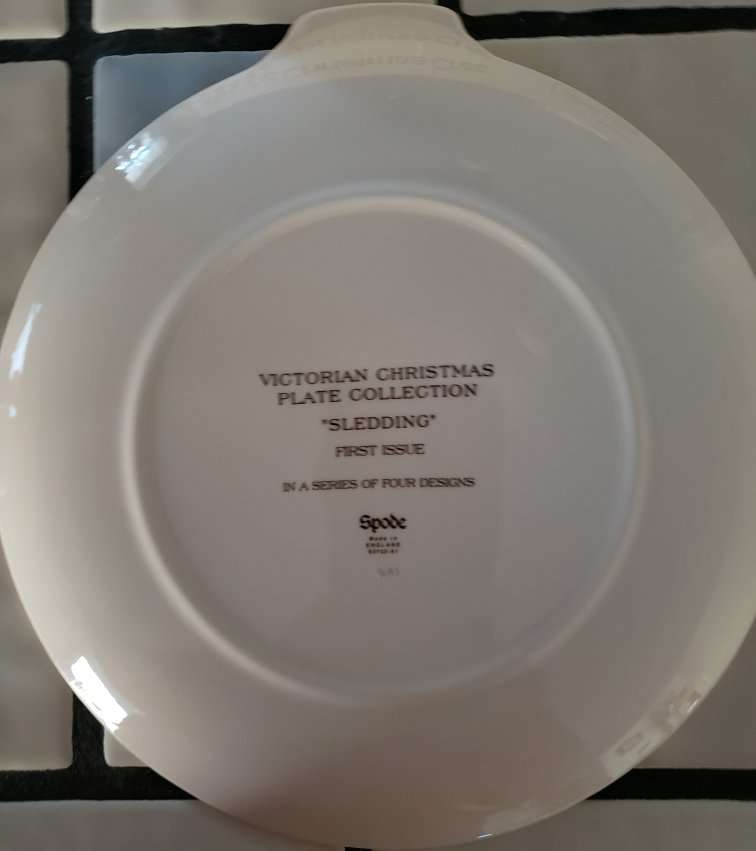 VICTORIAN CHRISTMAS
PLATE COLLECTION
"SLEDDING"
FIRST ISSUE
IN A SERIES OF FOUR DESIGNS
Spode
Made in
ENGLAND